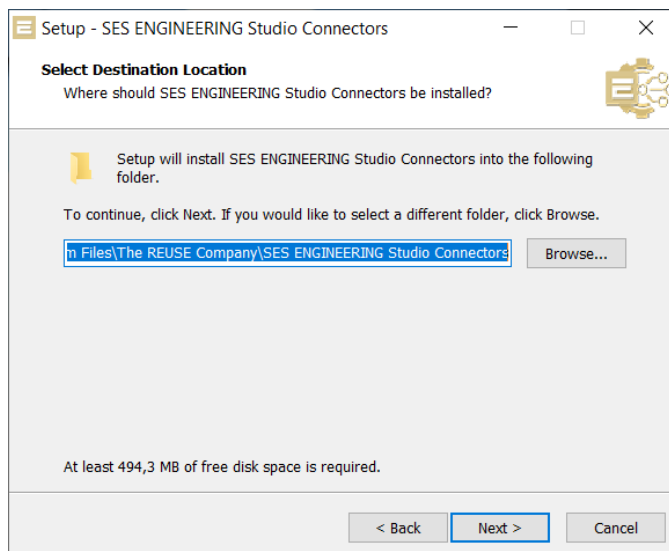 Setup - SES ENGINEERING Studio Connectors
Select Destination Location
Where should SES ENGINEERING Studio Connectors be installed?
Setup will install SES ENGINEERING Studio Connectors into the following
folder.
To continue, click Next. If you would like to select a different folder, click Browse.
m Files\The REUSE Company\SES ENGINEERING Studio Connectors
Browse...
At least 494,3 MB of free disk space is required.
< Back
Next >
Cancel